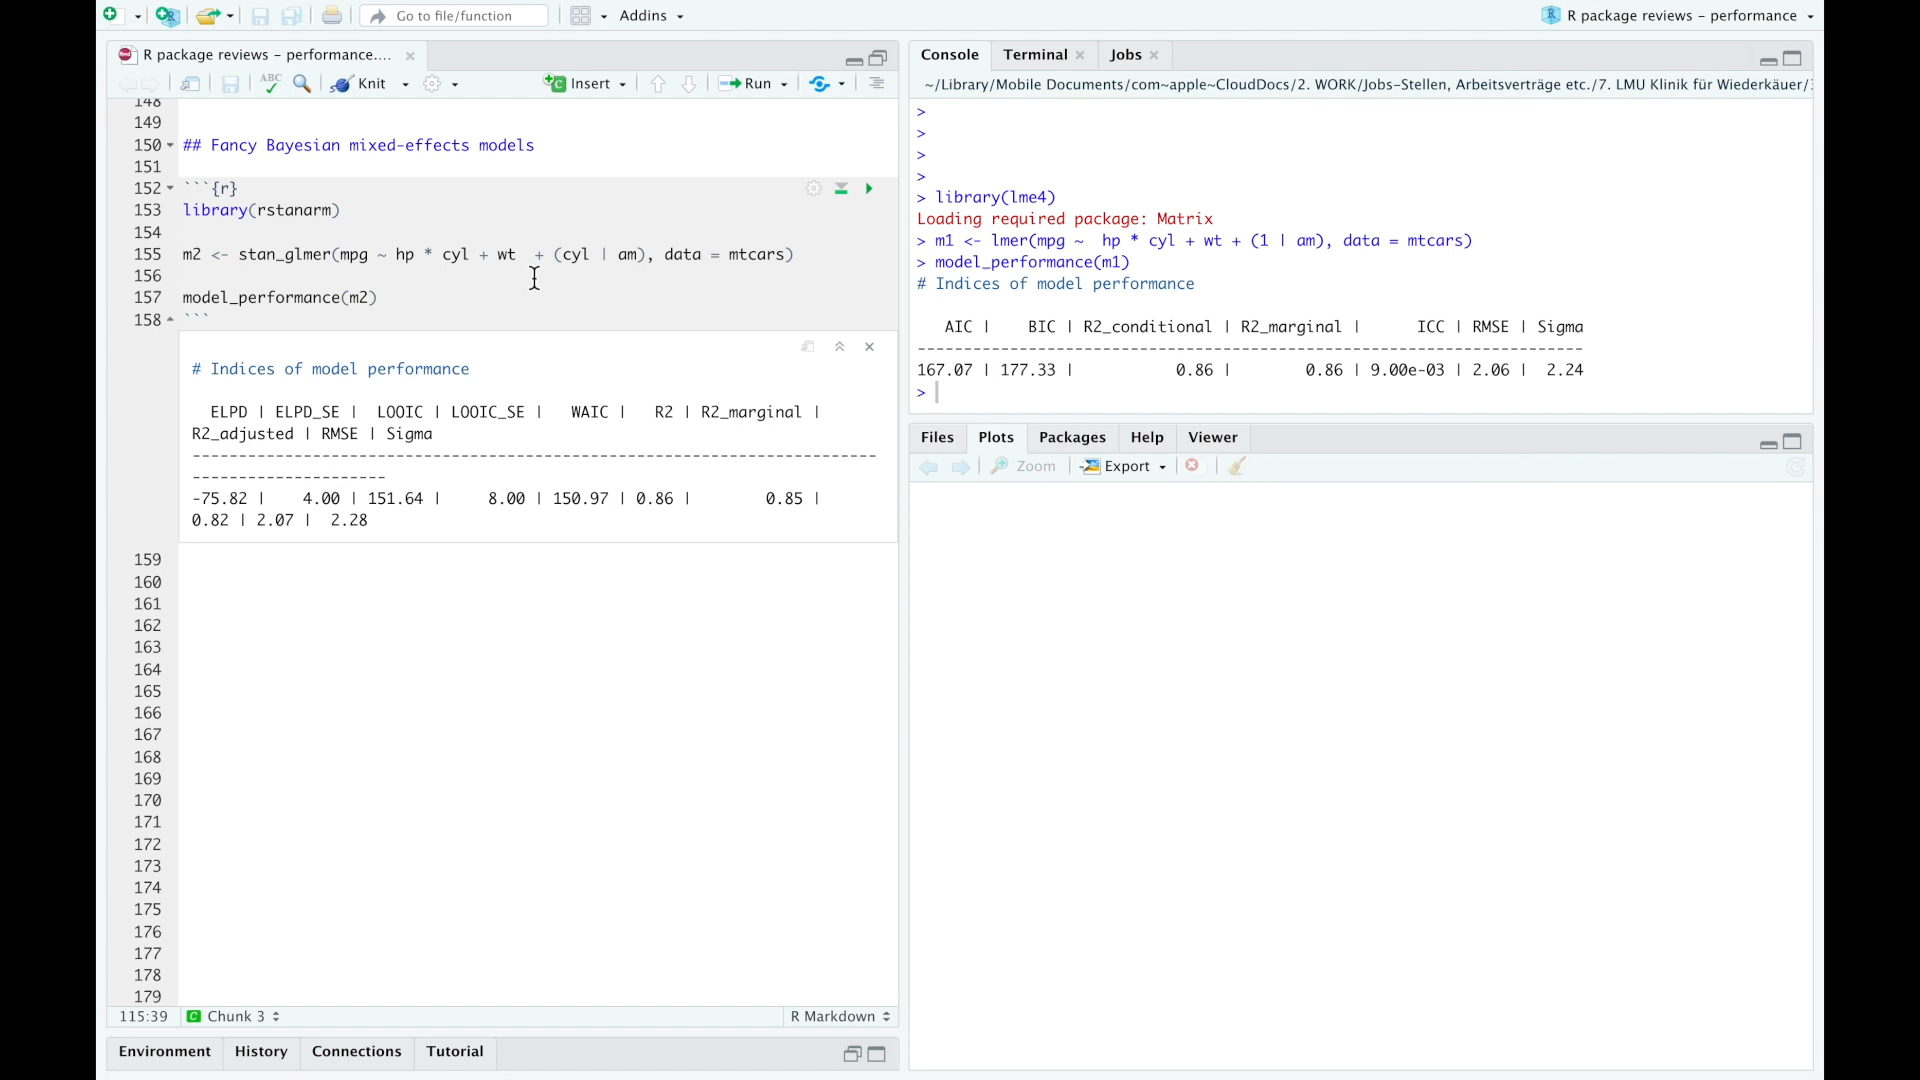 Go to file/function
Addins
R package reviews - performance
R package reviews - performance....
ABC
Knit
Insert
Run
148
149
150 ## Fancy Bayesian mixed-effects models
151
152 ```{r}
153 library(rstanarm)
154
155 m2 <- stan_glmer(mpg ~ hp * cyl + wt  + (cyl | am), data = mtcars)
156
157 model_performance(m2)
158 ```
# Indices of model performance
ELPD | ELPD_SE |  LOOIC | LOOIC_SE |   WAIC |   R2 | R2_marginal |
R2_adjusted | RMSE | Sigma
--------------------------------------------------------------------------
---------------------
-75.82 |    4.00 | 151.64 |     8.00 | 150.97 | 0.86 |        0.85 |
0.82 | 2.07 |  2.28
159
160
161
162
163
164
165
166
167
168
169
170
171
172
173
174
175
176
177
178
179
115:39 C Chunk 3
R Markdown
Environment History Connections Tutorial
Console Terminal Jobs
~/Library/Mobile Documents/com~apple~CloudDocs/2. WORK/Jobs-Stellen, Arbeitsverträge etc./7. LMU Klinik für Wiederkäuer/
>
>
>
>
> library(lme4)
Loading required package: Matrix
> m1 <- lmer(mpg ~  hp * cyl + wt + (1 | am), data = mtcars)
> model_performance(m1)
# Indices of model performance
AIC |    BIC | R2_conditional | R2_marginal |      ICC | RMSE | Sigma
------------------------------------------------------------------------
167.07 | 177.33 |           0.86 |        0.86 | 9.00e-03 | 2.06 |  2.24
>
Files Plots Packages Help Viewer
Zoom Export